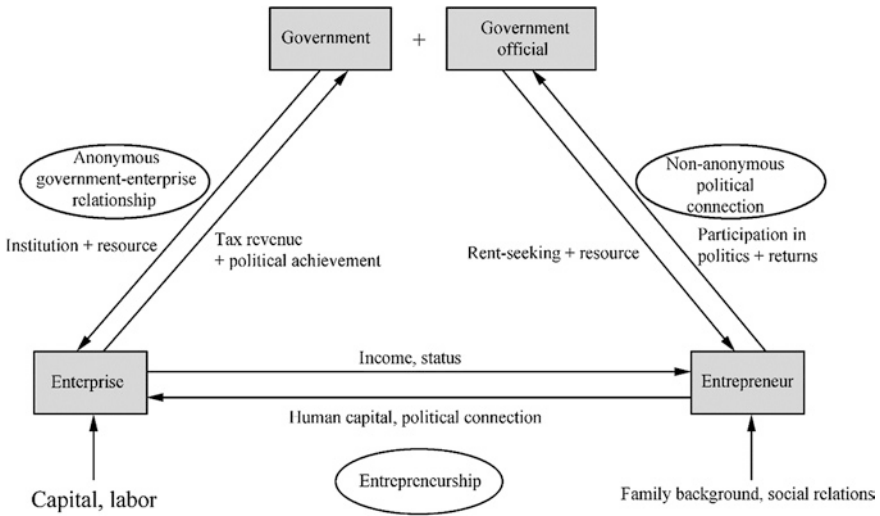 Government
+
Government
official
Anonymous
government-enterprise
relationship
Non-anonymous
political
connection
Institution + resource
Tax revenue
+ political achievement
Rent-seeking + resource
Participation in
politics + returns
Enterprise
Income, status
Entrepreneur
Human capital, political connection
Entrepreneurship
Capital, labor
Family background, social relations